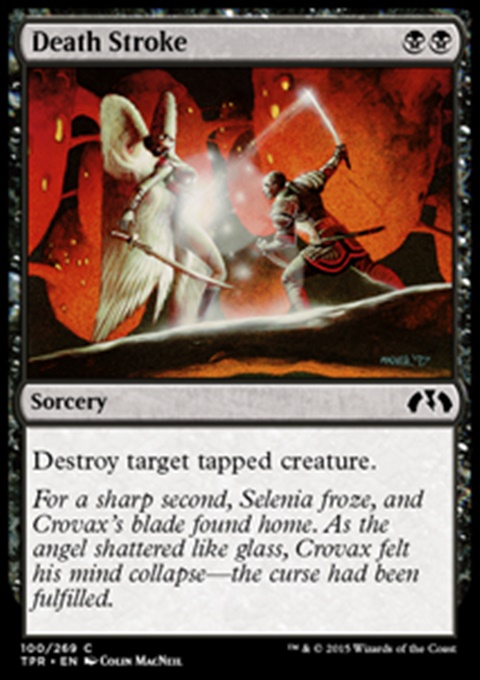 Death Stroke
Sorcery
Destroy target tapped creature.
For a sharp second, Selenia froze, and
Crovax's blade found home. As the
angel shattered like glass, Crovax felt
his mind collapse—the curse had been
fulfilled.
100/269 C
TPR • EN Colin MacNeil
™ & © 2015 Wizards of the Coast